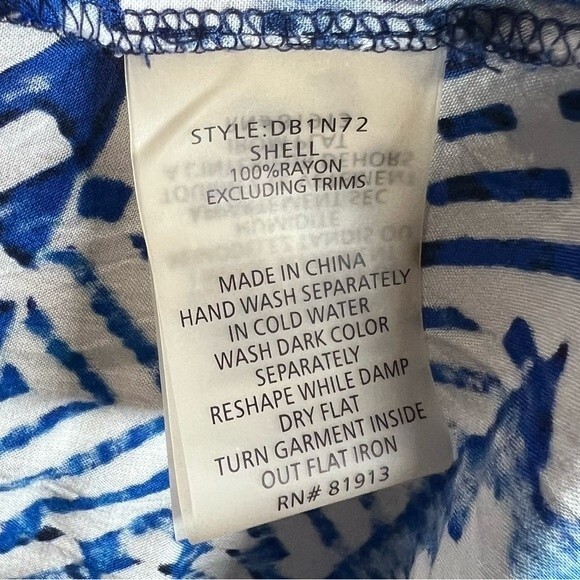 STYLE:DB1N72
SHELL
100%RAYON
EXCLUDING TRIMS
MADE IN CHINA
HAND WASH SEPARATELY
IN COLD WATER
WASH DARK COLOR
SEPARATELY
RESHAPE WHILE DAMP
DRY FLAT
TURN GARMENT INSIDE
OUT FLAT IRON
RN# 81913